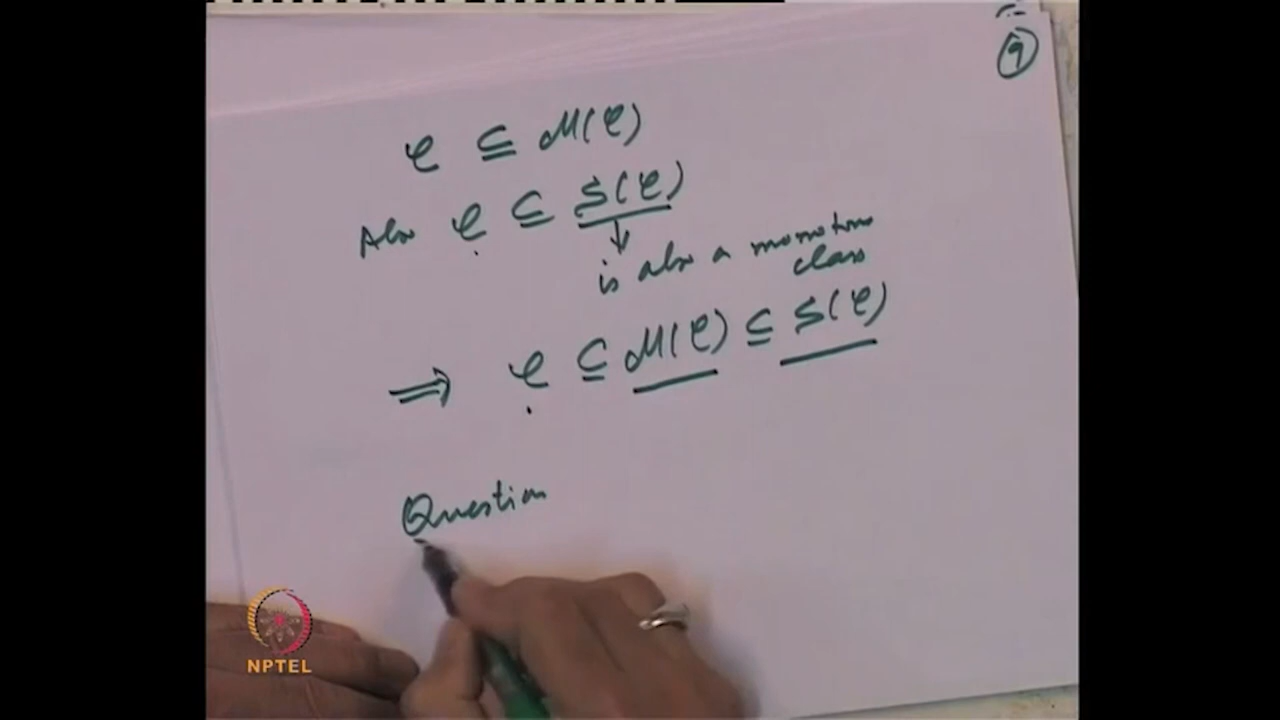 9
𝒞 ⊆ ℳ(𝒞)
Also 𝒞 ⊆ S(𝒞)
↓
is also a monotone
class
⟹ 𝒞 ⊆ ℳ(𝒞) ⊆ S(𝒞)
Question
NPTEL